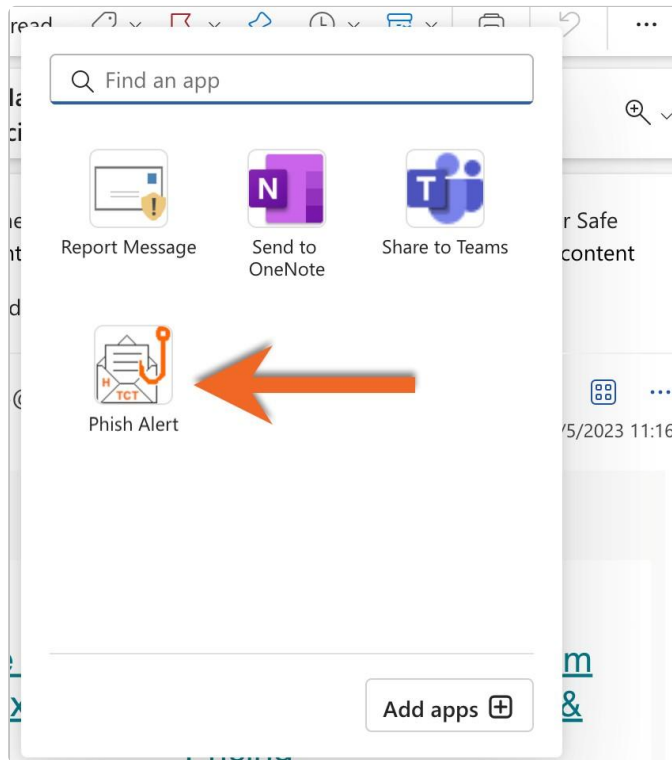 read
Find an app
Report Message
Send to
OneNote
Share to Teams
N
T
r Safe
content
H
TCT
Phish Alert
/5/2023 11:16
m
&
Add apps